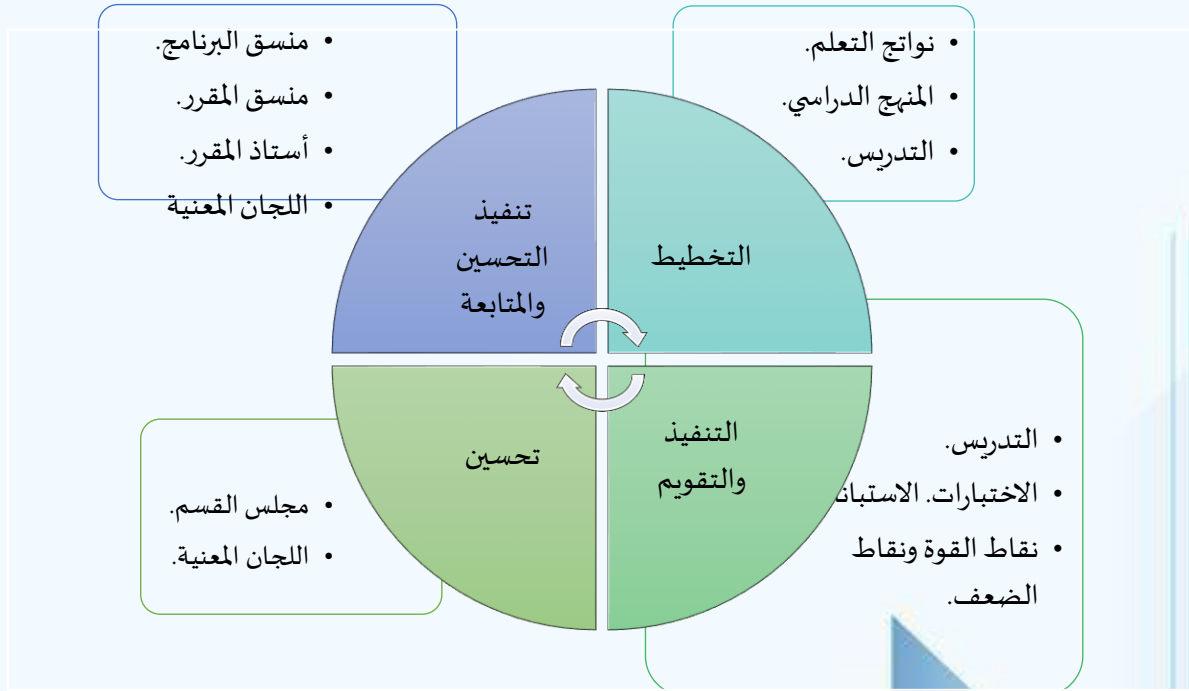 • نواتج التعلم.
• المنهج الدراسي.
• التدريس.
• منسق البرنامج.
• منسق المقرر.
• أستاذ المقرر.
• اللجان المعنية
التخطيط
تنفيذ
التحسين
والمتابعة
التنفيذ
والتقويم
تحسين
• التدريس.
• الاختبارات.
• نقاط القوة ونقاط
الضعف.
• مجلس القسم.
• اللجان المعنية.